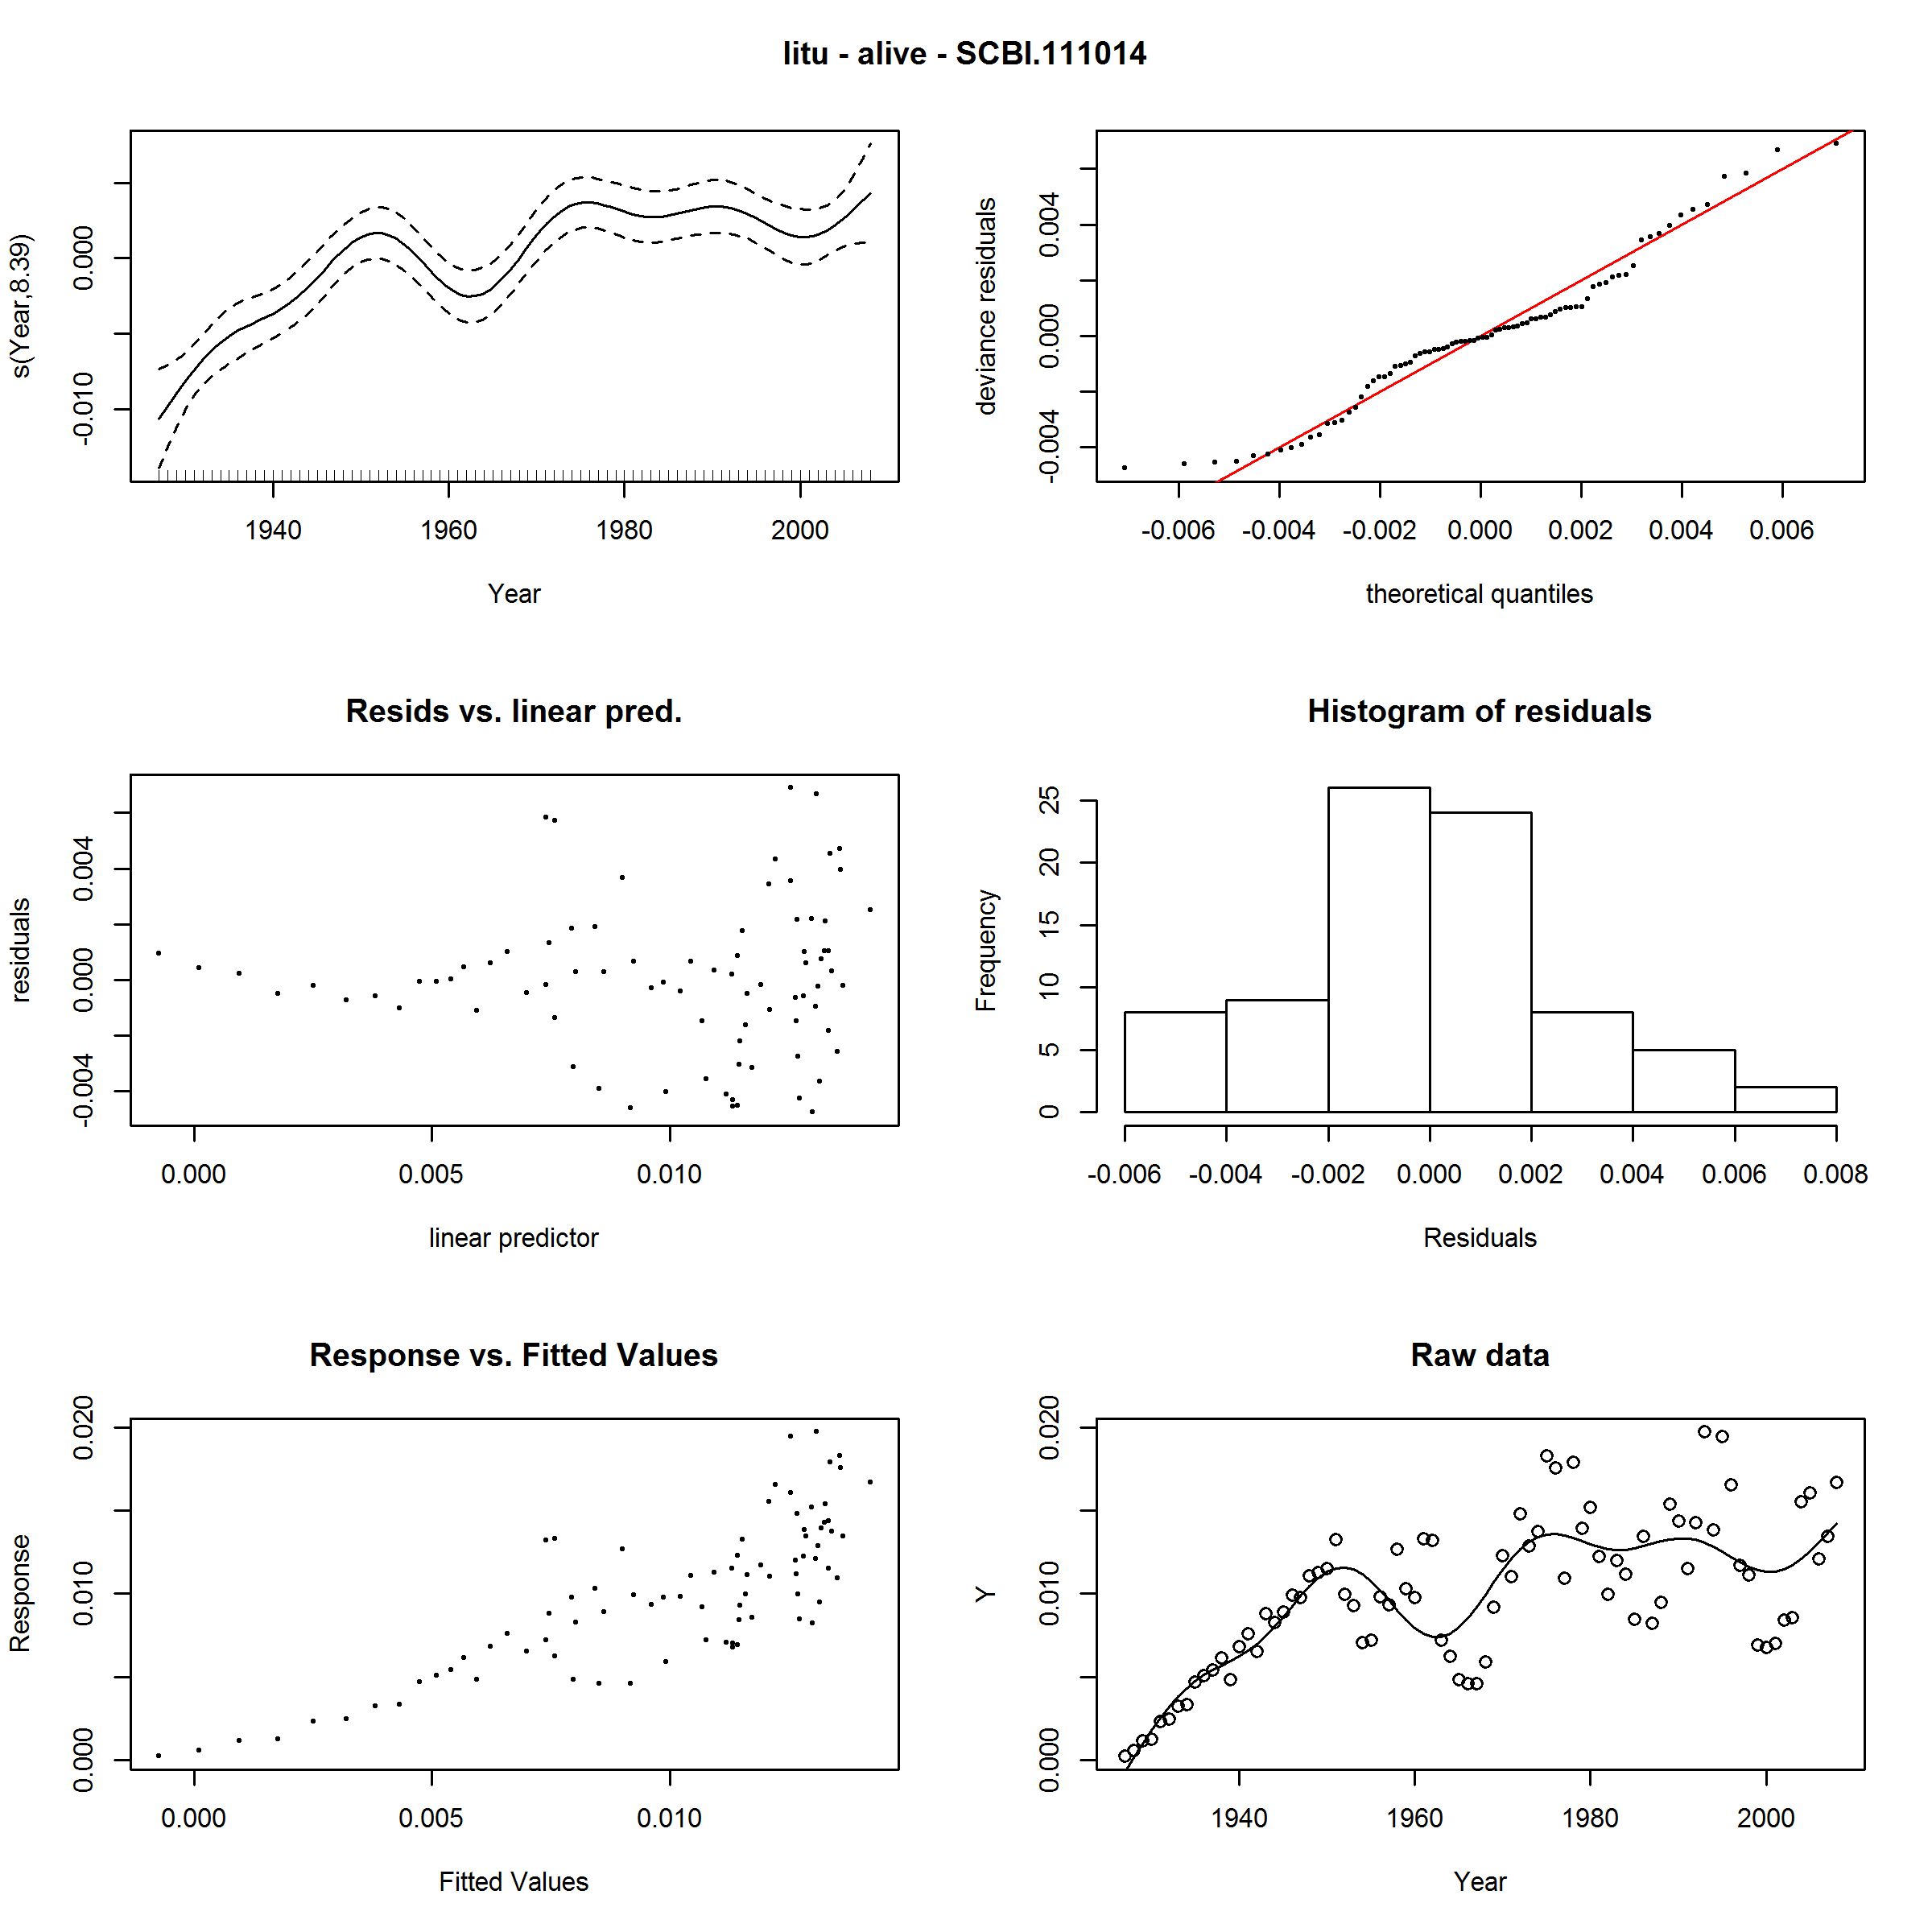 litu - alive - SCBI.111014
s(Year,8.39)
0.000
-0.010
1940 1960 1980 2000
Year
deviance residuals
0.004
0.000
-0.004
-0.006 -0.004 -0.002 0.000 0.002 0.004 0.006
theoretical quantiles
Resids vs. linear pred.
residuals
0.004
0.000
-0.004
0.000 0.005 0.010
linear predictor
Histogram of residuals
Frequency
25
20
15
10
5
0
-0.006 -0.004 -0.002 0.000 0.002 0.004 0.006 0.008
Residuals
Response vs. Fitted Values
Response
0.020
0.010
0.000
0.000 0.005 0.010
Fitted Values
Raw data
Y
0.020
0.010
0.000
1940 1960 1980 2000
Year